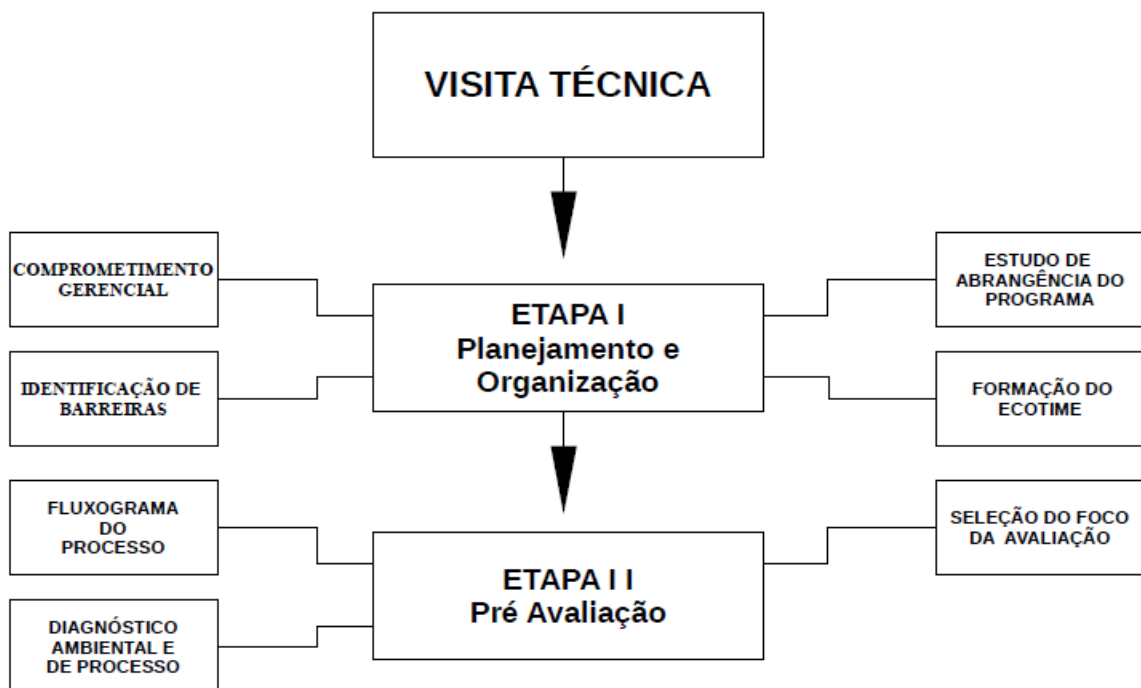 VISITA TÉCNICA
COMPROMETIMENTO
GERENCIAL
ESTUDO DE
ABRANGÊNCIA DO
PROGRAMA
ETAPA I
Planejamento e
Organização
IDENTIFICAÇÃO DE
BARREIRAS
FORMAÇÃO DO
ECOTIME
FLUXOGRAMA
DO
PROCESSO
SELEÇÃO DO FOCO
DA AVALIAÇÃO
ETAPA I I
Pré Avaliação
DIAGNÓSTICO
AMBIENTAL E
DE PROCESSO